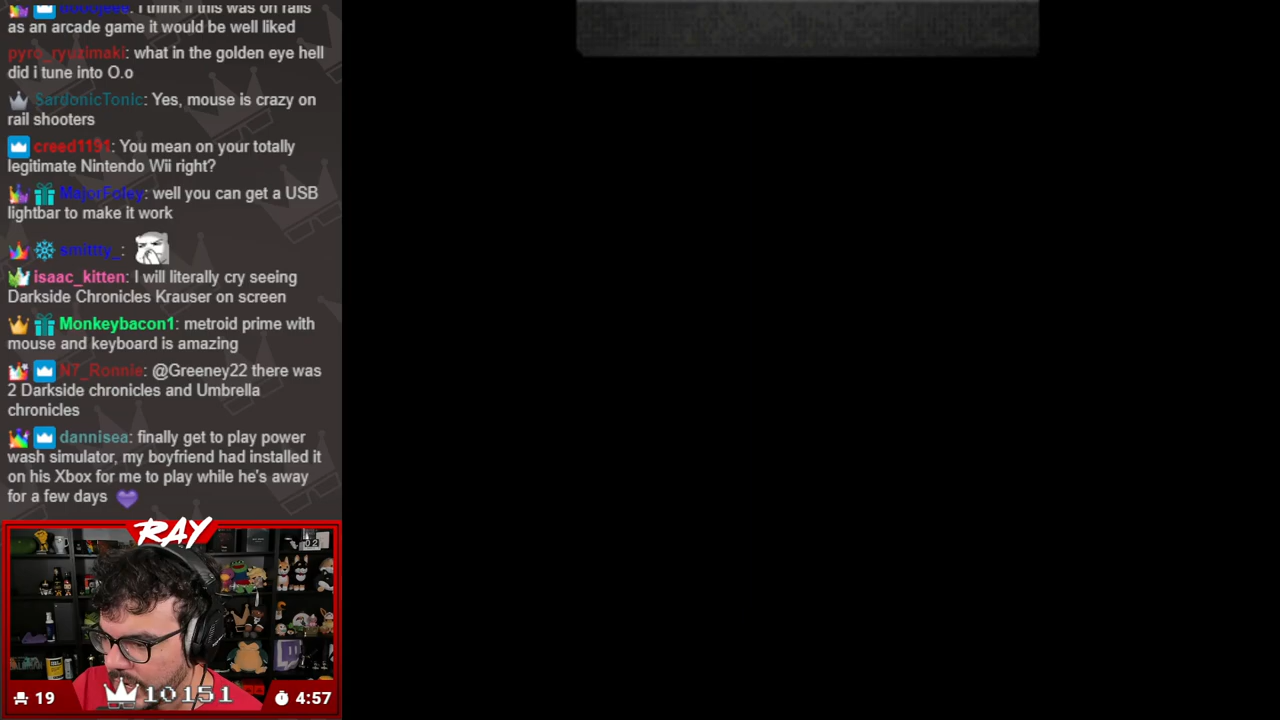 booojeee: I think if this was on rails
as an arcade game it would be well liked
pyro_ryuzimaki: what in the golden eye hell
did i tune into O.o
SardonicTonic: Yes, mouse is crazy on
rail shooters
creed1191: You mean on your totally
legitimate Nintendo Wii right?
MajorFoley: well you can get a USB
lightbar to make it work
smittty_:
isaac_kitten: I will literally cry seeing
Darkside Chronicles Krauser on screen
Monkeybacon1: metroid prime with
mouse and keyboard is amazing
N7_Ronnie: @Greeney22 there was
2 Darkside chronicles and Umbrella
chronicles
dannisea: finally get to play power
wash simulator, my boyfriend had installed it
on his Xbox for me to play while he's away
for a few days
RAY
19
10151
4:57